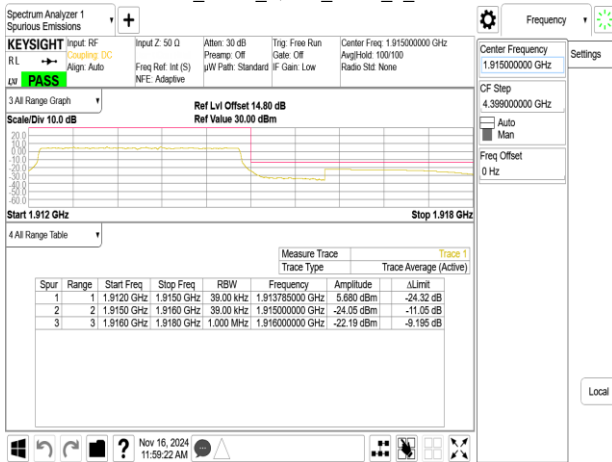 Spectrum Analyzer 1
Spurious Emissions
Frequency
KEYSIGHT Input: RF Input Z: 50 Ω Atten: 30 dB Trig: Free Run Center Freq: 1.915000000 GHz
RL Coupling: DC Preamp: Off Gate: Off Avg|Hold: 100/100
Align: Auto Freq Ref: Int (S) µW Path: Standard IF Gain: Low Radio Std: None
PASS NFE: Adaptive
Center Frequency
1.915000000 GHz
Settings
CF Step
4.399000000 GHz
Auto
Man
Freq Offset
0 Hz
3 All Range Graph
Ref Lvl Offset 14.80 dB
Scale/Div 10.0 dB Ref Value 30.00 dBm
20.0
10.0
0.00
-10.0
-20.0
-30.0
-40.0
-50.0
-60.0
Start 1.912 GHz Stop 1.918 GHz
4 All Range Table
Measure Trace Trace 1
Trace Type Trace Average (Active)
Spur Range Start Freq Stop Freq RBW Frequency Amplitude ΔLimit
1 1 1.9120 GHz 1.9150 GHz 39.00 kHz 1.913785000 GHz 5.680 dBm -24.32 dB
2 2 1.9150 GHz 1.9160 GHz 39.00 kHz 1.915000000 GHz -24.05 dBm -11.05 dB
3 3 1.9160 GHz 1.9180 GHz 1.000 MHz 1.916000000 GHz -22.19 dBm -9.195 dB
Local
Nov 16, 2024
11:59:22 AM